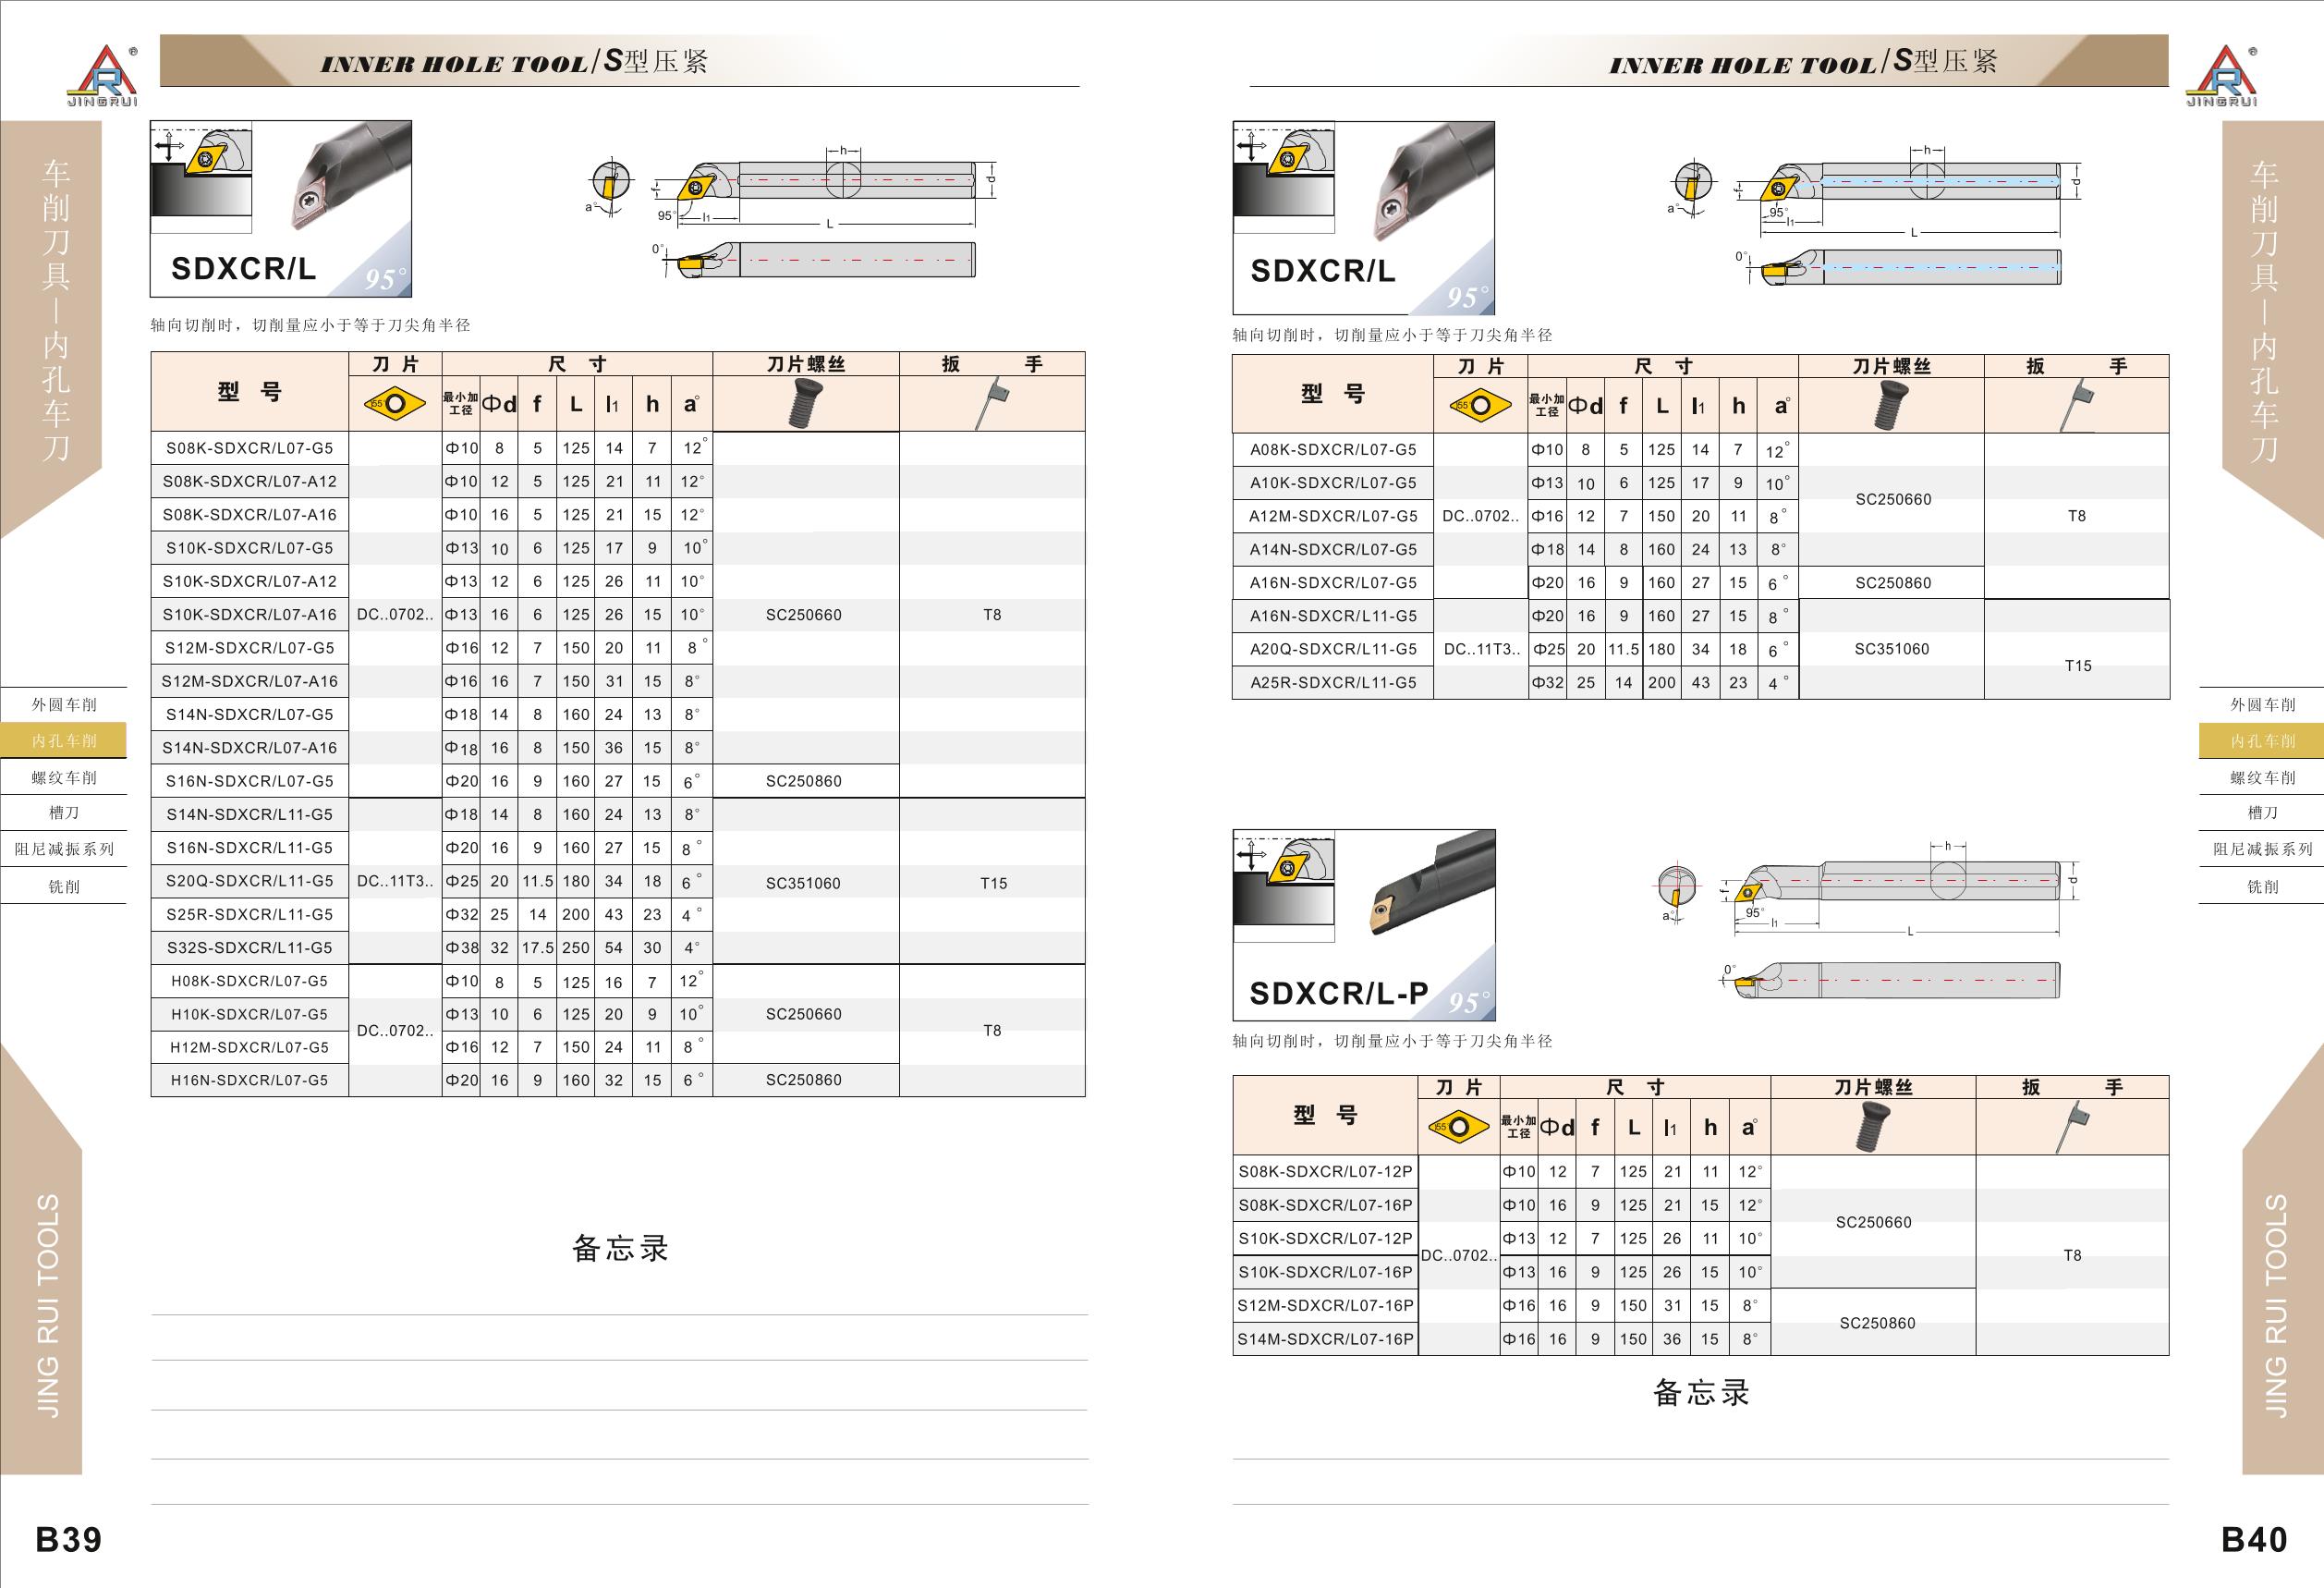 JINGRUI
INNER HOLE TOOL/S型压紧
车削刀具—内孔车刀
外圆车削
内孔车削
螺纹车削
槽刀
阻尼减振系列
铣削
JING RUI TOOLS
B39
SDXCR/L 95°
h
d
f
a°
95°
l1
L
0°
轴向切削时，切削量应小于等于刀尖角半径
型 号 刀 片 尺 寸 刀片螺丝 扳 手
55° 最小加工径 Φd f L l1 h a°
S08K-SDXCR/L07-G5 Φ10 8 5 125 14 7 12°
S08K-SDXCR/L07-A12 Φ10 12 5 125 21 11 12°
S08K-SDXCR/L07-A16 Φ10 16 5 125 21 15 12°
S10K-SDXCR/L07-G5 Φ13 10 6 125 17 9 10°
S10K-SDXCR/L07-A12 Φ13 12 6 125 26 11 10°
S10K-SDXCR/L07-A16 DC..0702.. Φ13 16 6 125 26 15 10° SC250660 T8
S12M-SDXCR/L07-G5 Φ16 12 7 150 20 11 8°
S12M-SDXCR/L07-A16 Φ16 16 7 150 31 15 8°
S14N-SDXCR/L07-G5 Φ18 14 8 160 24 13 8°
S14N-SDXCR/L07-A16 Φ18 16 8 150 36 15 8°
S16N-SDXCR/L07-G5 Φ20 16 9 160 27 15 6° SC250860
S14N-SDXCR/L11-G5 Φ18 14 8 160 24 13 8°
S16N-SDXCR/L11-G5 Φ20 16 9 160 27 15 8°
S20Q-SDXCR/L11-G5 DC..11T3.. Φ25 20 11.5 180 34 18 6° SC351060 T15
S25R-SDXCR/L11-G5 Φ32 25 14 200 43 23 4°
S32S-SDXCR/L11-G5 Φ38 32 17.5 250 54 30 4°
H08K-SDXCR/L07-G5 Φ10 8 5 125 16 7 12°
H10K-SDXCR/L07-G5 Φ13 10 6 125 20 9 10° SC250660
DC..0702.. T8
H12M-SDXCR/L07-G5 Φ16 12 7 150 24 11 8°
H16N-SDXCR/L07-G5 Φ20 16 9 160 32 15 6° SC250860
备忘录
INNER HOLE TOOL/S型压紧
JINGRUI
SDXCR/L 95°
h
d
f
a°
95°
l1
L
0°
轴向切削时，切削量应小于等于刀尖角半径
型 号 刀 片 尺 寸 刀片螺丝 扳 手
55° 最小加工径 Φd f L l1 h a°
A08K-SDXCR/L07-G5 Φ10 8 5 125 14 7 12°
A10K-SDXCR/L07-G5 Φ13 10 6 125 17 9 10°
SC250660
A12M-SDXCR/L07-G5 DC..0702.. Φ16 12 7 150 20 11 8° T8
A14N-SDXCR/L07-G5 Φ18 14 8 160 24 13 8°
A16N-SDXCR/L07-G5 Φ20 16 9 160 27 15 6° SC250860
A16N-SDXCR/L11-G5 Φ20 16 9 160 27 15 8°
A20Q-SDXCR/L11-G5 DC..11T3.. Φ25 20 11.5 180 34 18 6° SC351060
T15
A25R-SDXCR/L11-G5 Φ32 25 14 200 43 23 4°
SDXCR/L-P 95°
h
d
f
a°
95°
l1
L
0°
轴向切削时，切削量应小于等于刀尖角半径
型 号 刀 片 尺 寸 刀片螺丝 扳 手
55° 最小加工径 Φd f L l1 h a°
S08K-SDXCR/L07-12P Φ10 12 7 125 21 11 12°
S08K-SDXCR/L07-16P Φ10 16 9 125 21 15 12°
SC250660
S10K-SDXCR/L07-12P Φ13 12 7 125 26 11 10°
DC..0702.. T8
S10K-SDXCR/L07-16P Φ13 16 9 125 26 15 10°
S12M-SDXCR/L07-16P Φ16 16 9 150 31 15 8°
SC250860
S14M-SDXCR/L07-16P Φ16 16 9 150 36 15 8°
备忘录
车削刀具—内孔车刀
外圆车削
内孔车削
螺纹车削
槽刀
阻尼减振系列
铣削
JING RUI TOOLS
B40